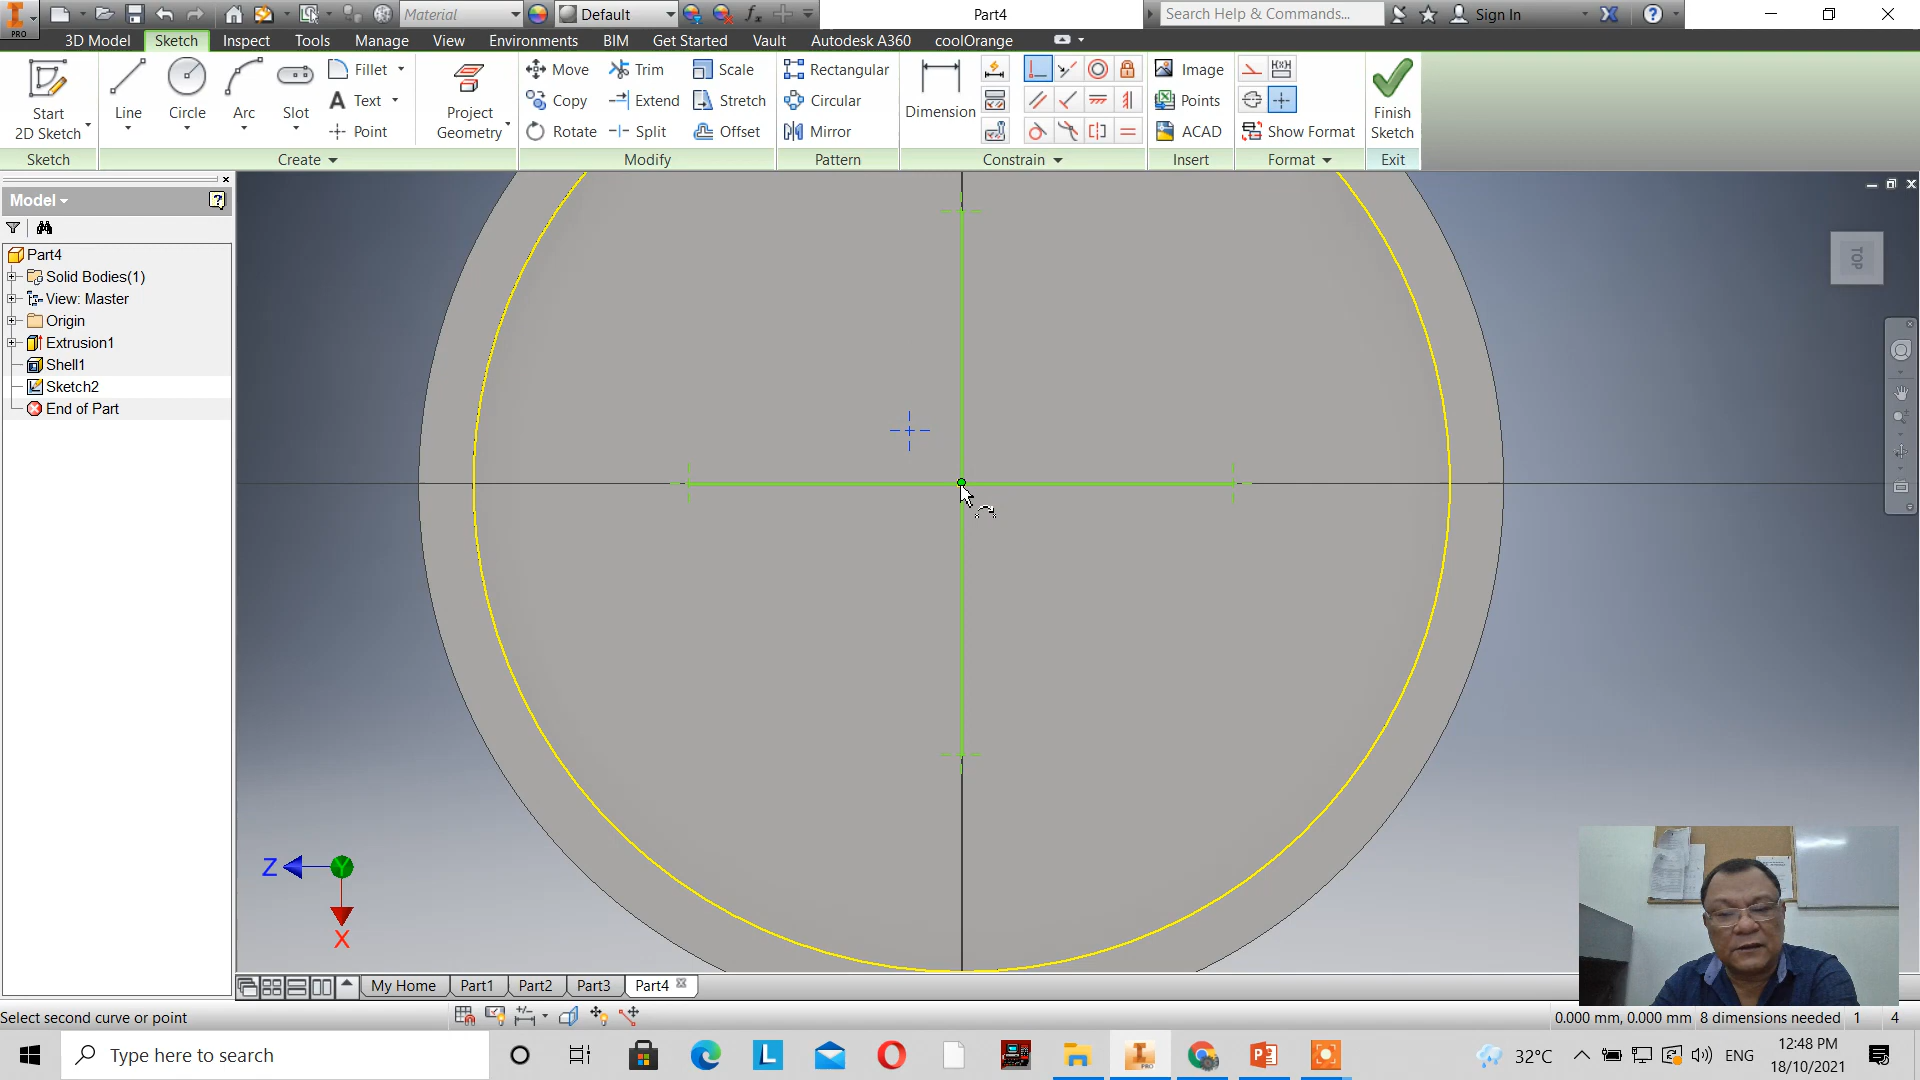 Material
Default
Part4
Search Help & Commands...
Sign In
PRO
3D Model
Sketch
Inspect
Tools
Manage
View
Environments
BIM
Get Started
Vault
Autodesk A360
coolOrange
Start
2D Sketch
Line
Circle
Arc
Slot
Fillet
Text
Point
Project
Geometry
Move
Copy
Rotate
Trim
Extend
Split
Scale
Stretch
Offset
Rectangular
Circular
Mirror
Dimension
Image
Points
ACAD
Show Format
Finish
Sketch
Sketch
Create
Modify
Pattern
Constrain
Insert
Format
Exit
Model
Part4
Solid Bodies(1)
View: Master
Origin
Extrusion1
Shell1
Sketch2
End of Part
TOP
Z
Y
X
My Home
Part1
Part2
Part3
Part4
Select second curve or point
0.000 mm, 0.000 mm
8 dimensions needed
1
4
Type here to search
32°C
ENG
12:48 PM
18/10/2021